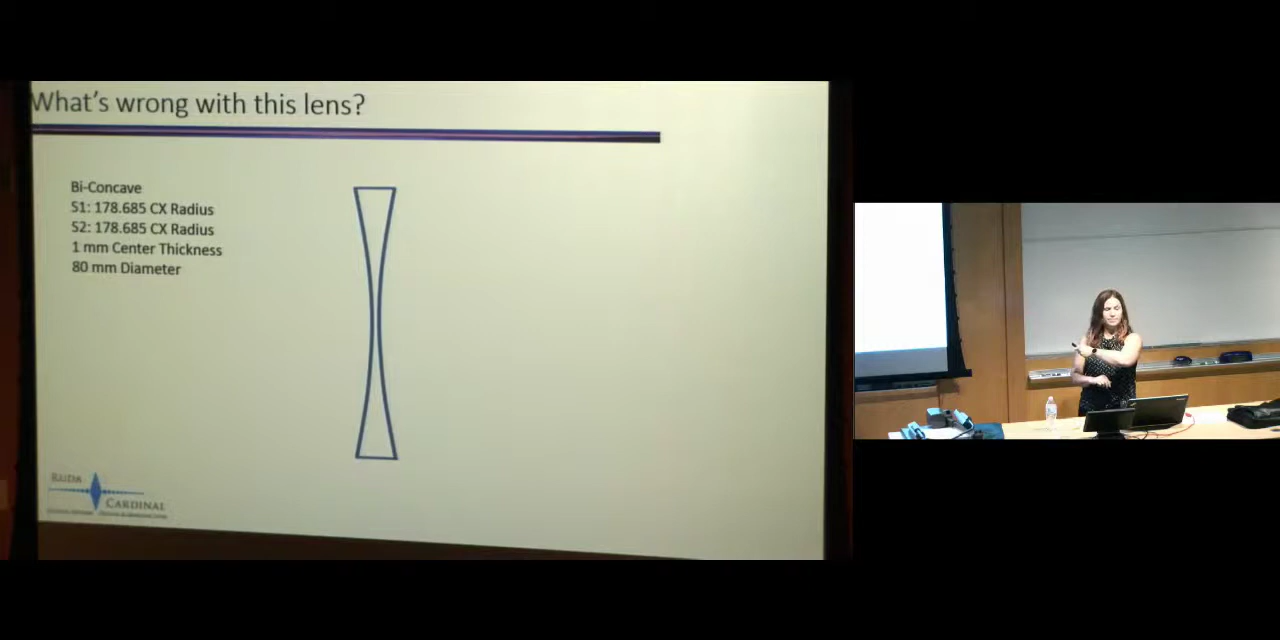 What's wrong with this lens?
Bi-Concave
S1: 178.685 CX Radius
S2: 178.685 CX Radius
1 mm Center Thickness
80 mm Diameter
RUDA
CARDINAL